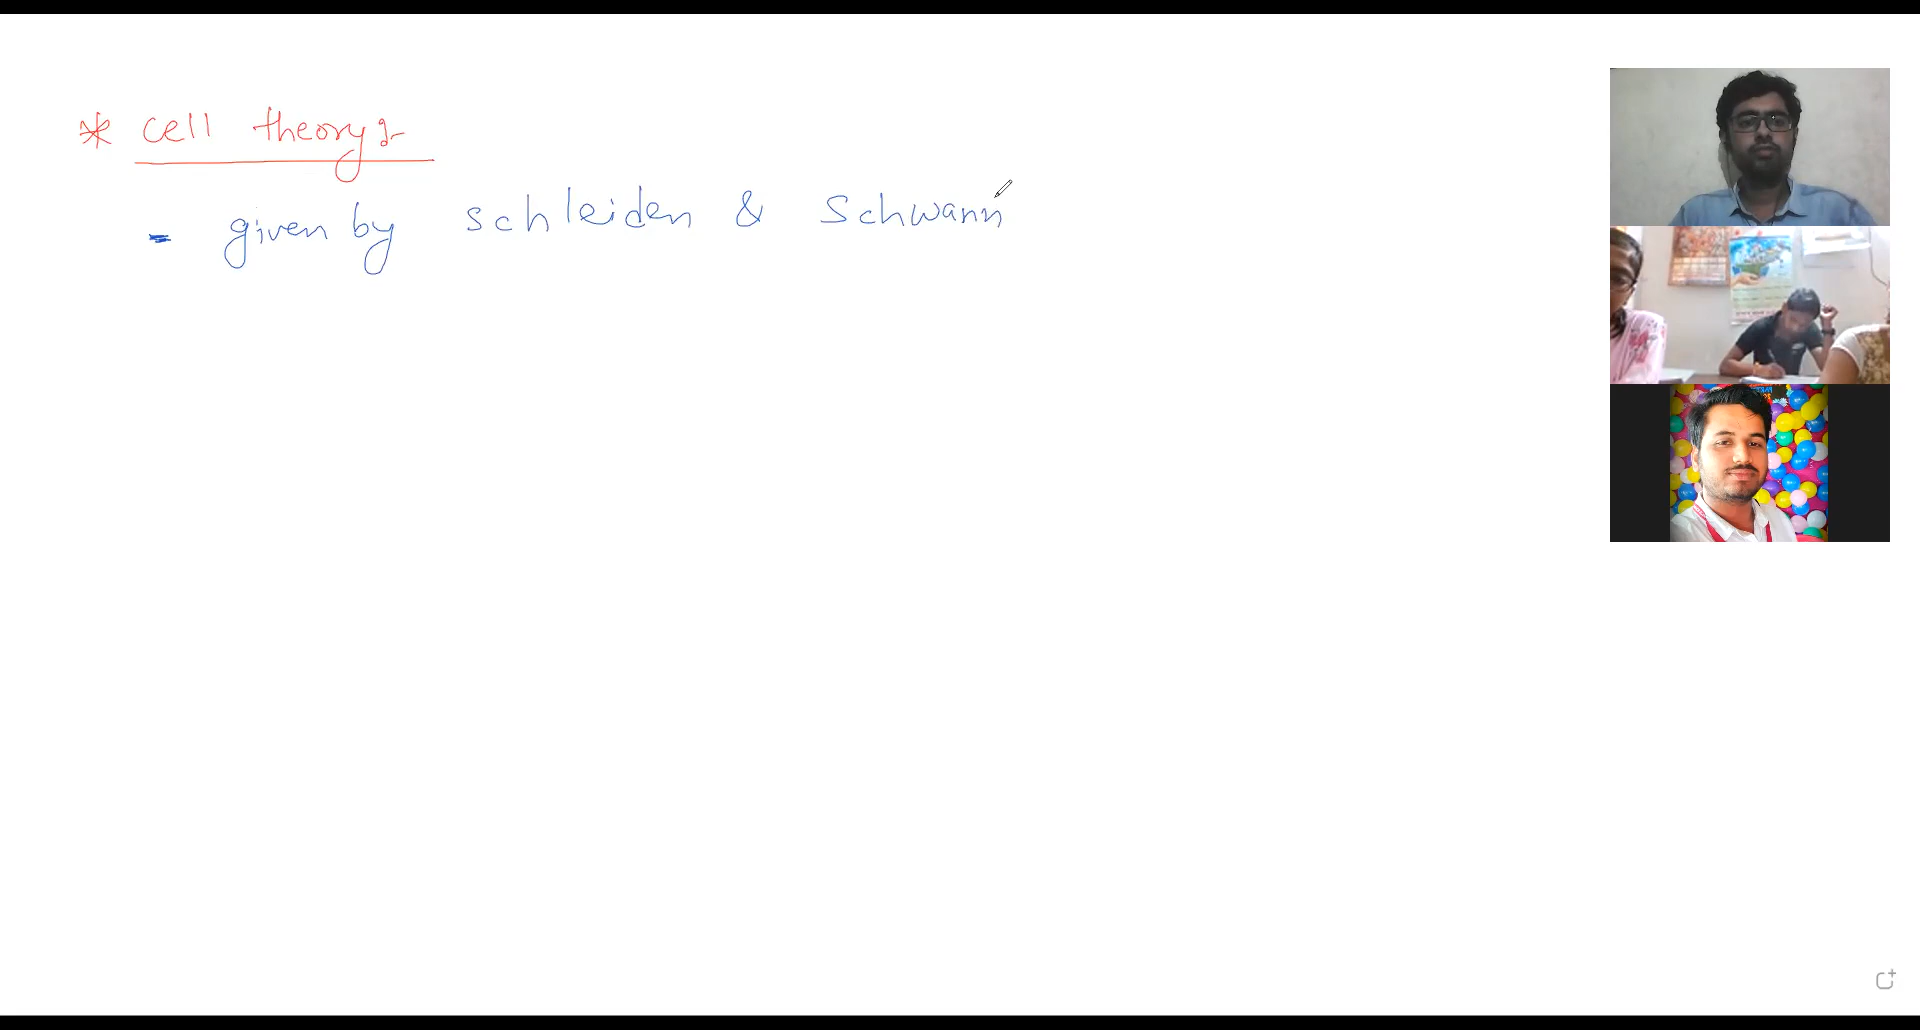 * cell theory :-
- given by schleiden & Schwann